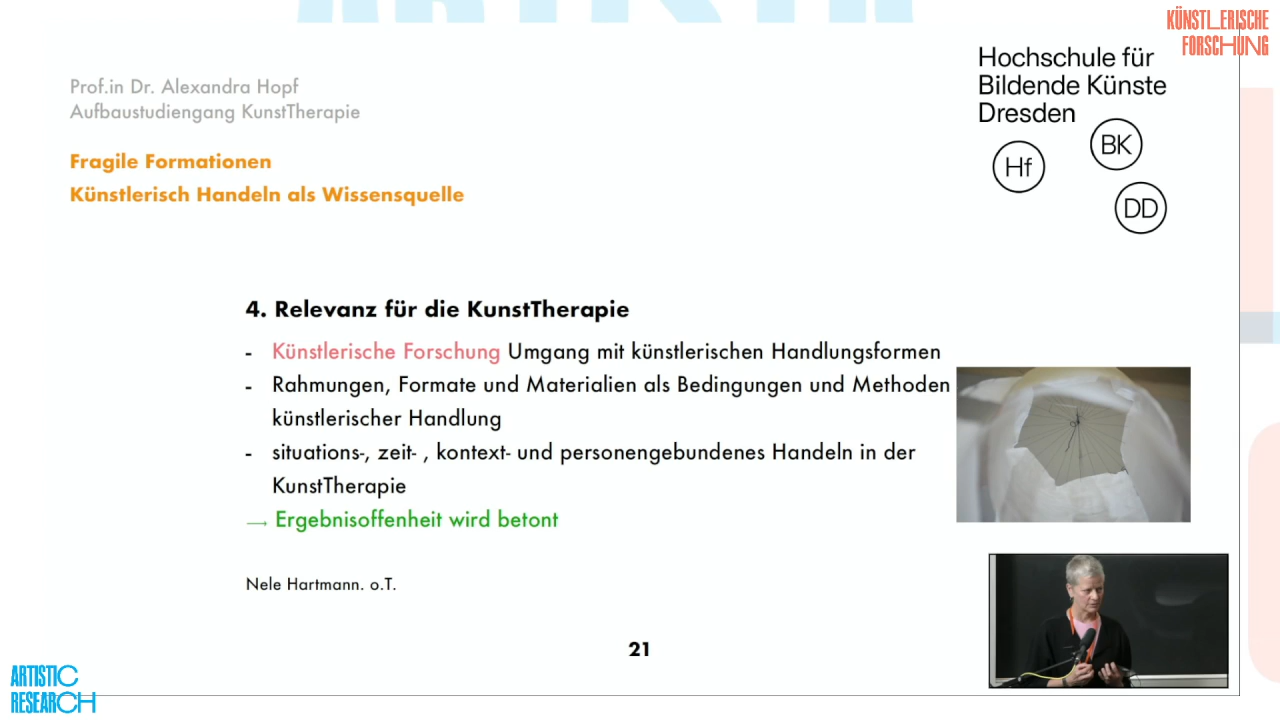 KÜNSTL_ERISCHE
FORSCHUNG
Hochschule für
Bildende Künste
Dresden
Hf
BK
DD
Prof.in Dr. Alexandra Hopf
Aufbaustudiengang KunstTherapie
Fragile Formationen
Künstlerisch Handeln als Wissensquelle
4. Relevanz für die KunstTherapie
- Künstlerische Forschung Umgang mit künstlerischen Handlungsformen
- Rahmungen, Formate und Materialien als Bedingungen und Methoden
künstlerischer Handlung
- situations-, zeit- , kontext- und personengebundenes Handeln in der
KunstTherapie
→ Ergebnisoffenheit wird betont
Nele Hartmann. o.T.
21
ARTISTIC
RESEARCH